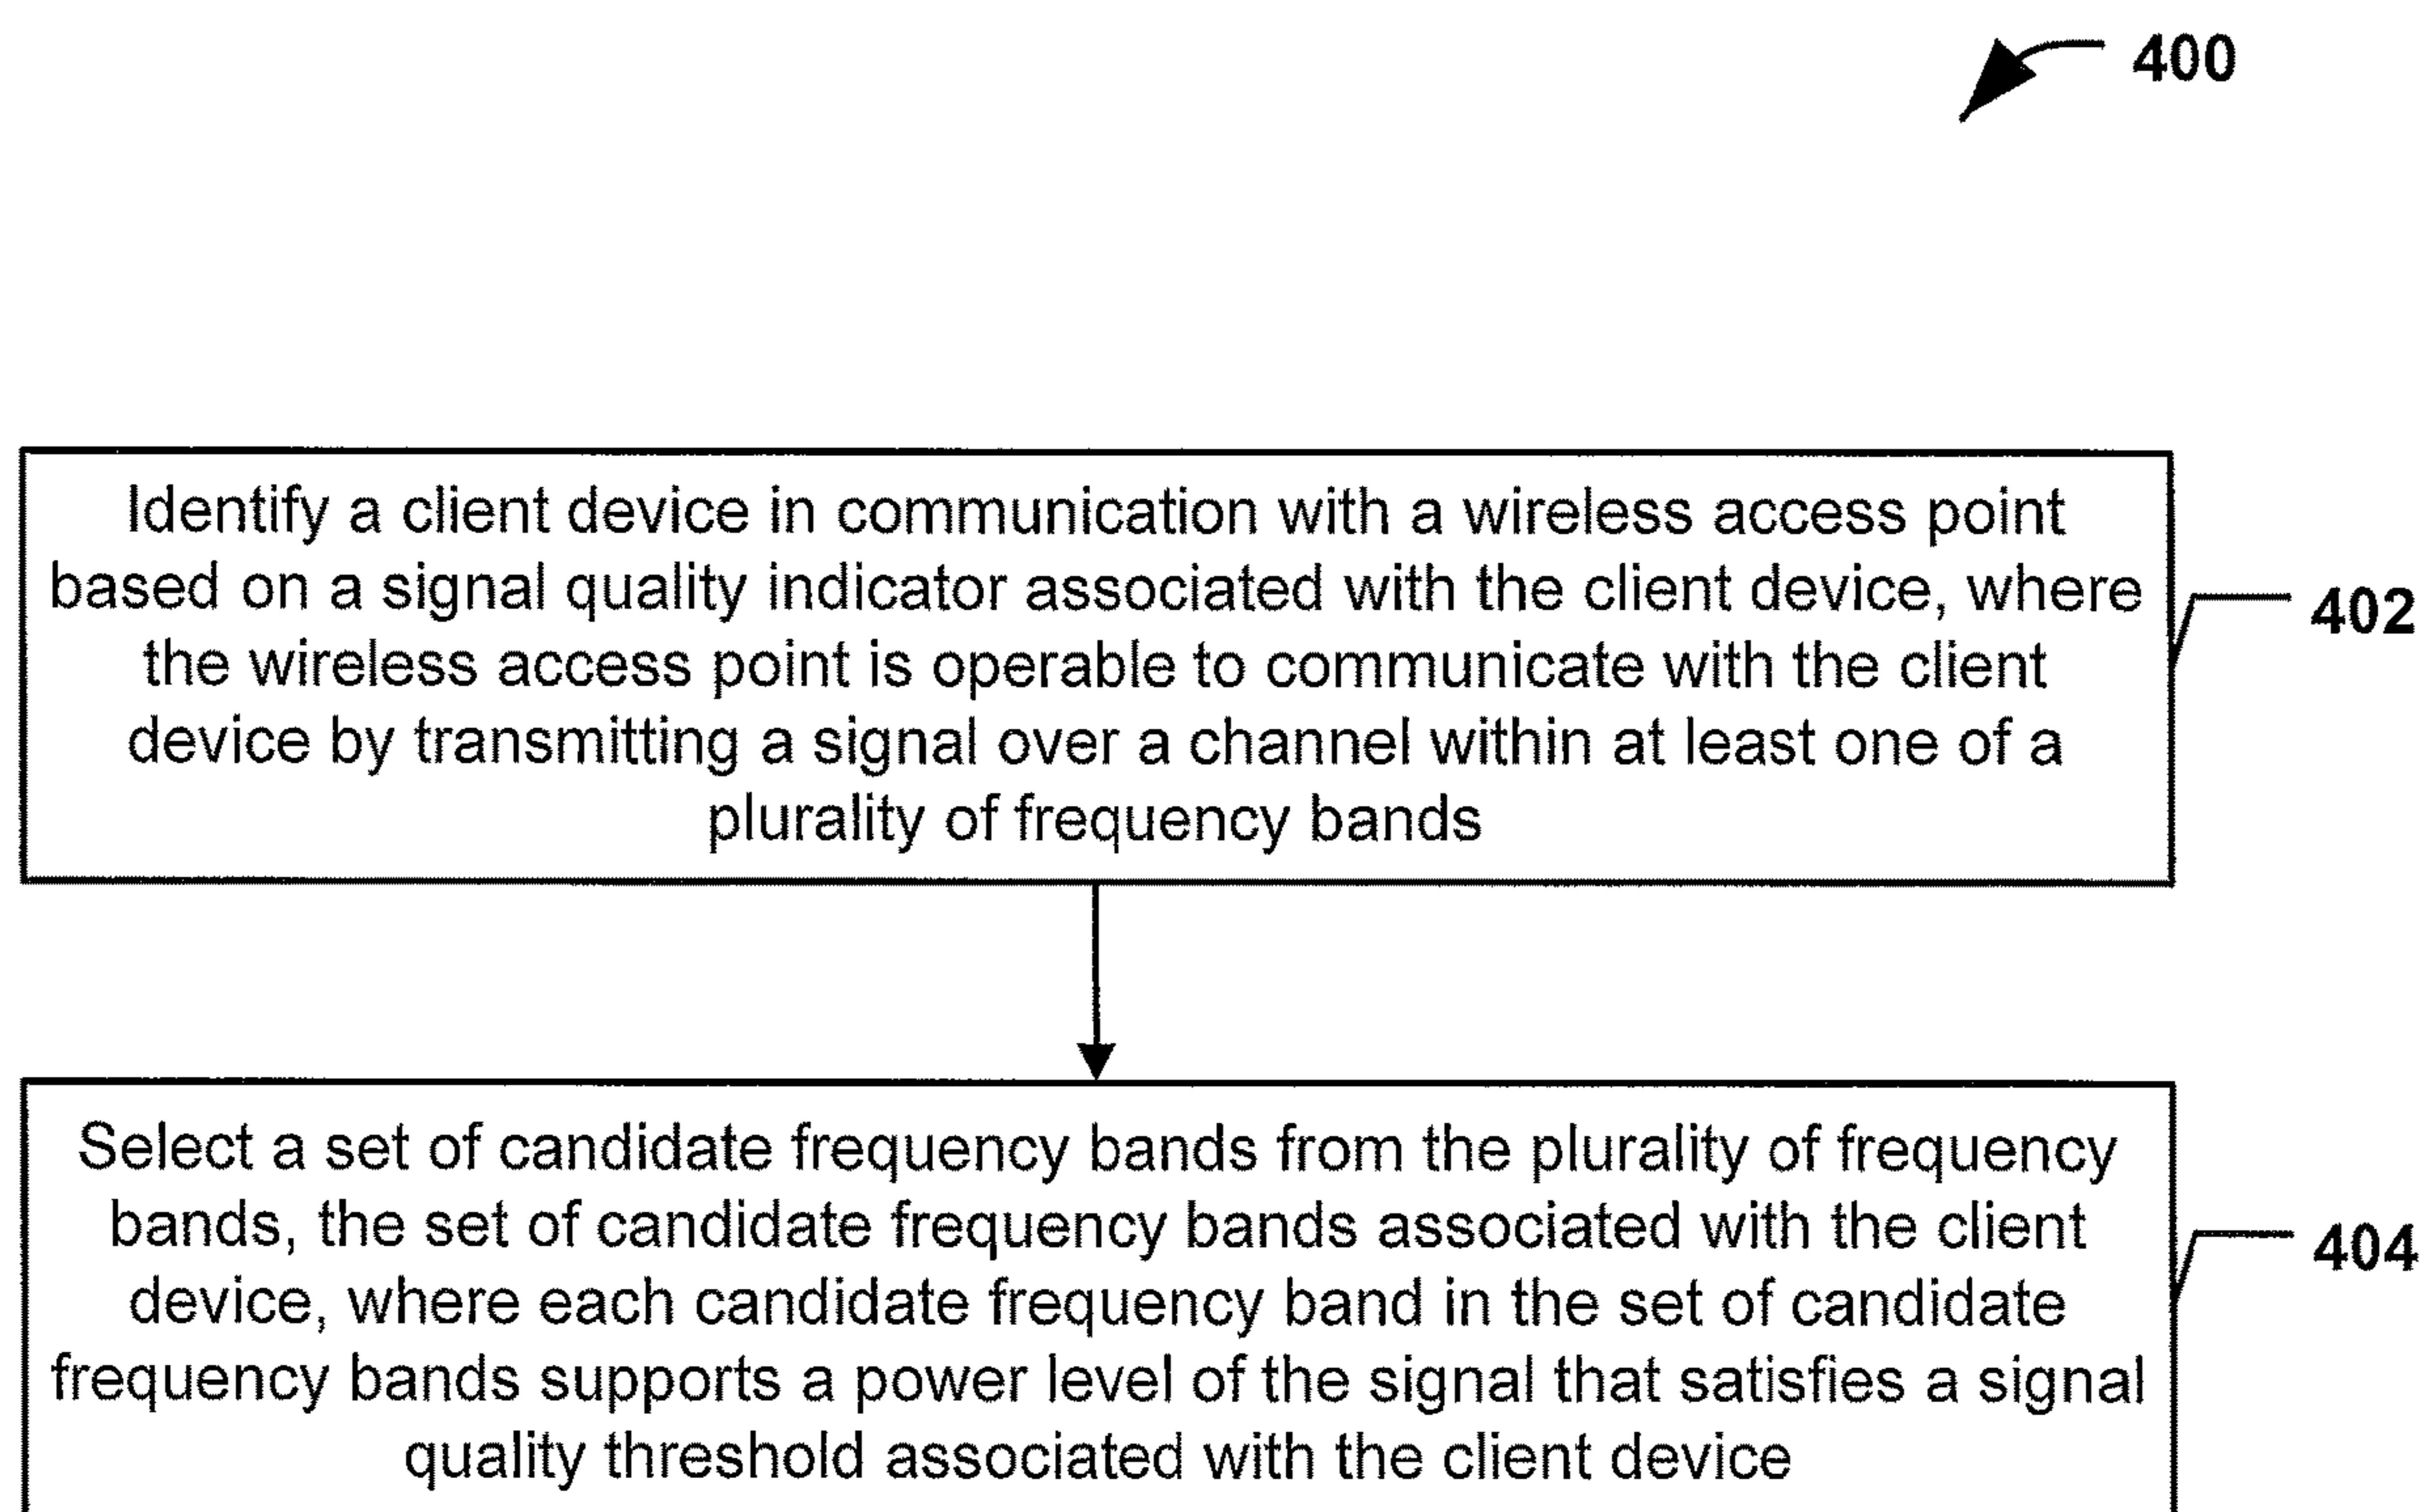 400
Identify a client device in communication with a wireless access point
based on a signal quality indicator associated with the client device, where
the wireless access point is operable to communicate with the client
device by transmitting a signal over a channel within at least one of a
plurality of frequency bands
402
Select a set of candidate frequency bands from the plurality of frequency
bands, the set of candidate frequency bands associated with the client
device, where each candidate frequency band in the set of candidate
frequency bands supports a power level of the signal that satisfies a signal
quality threshold associated with the client device
404